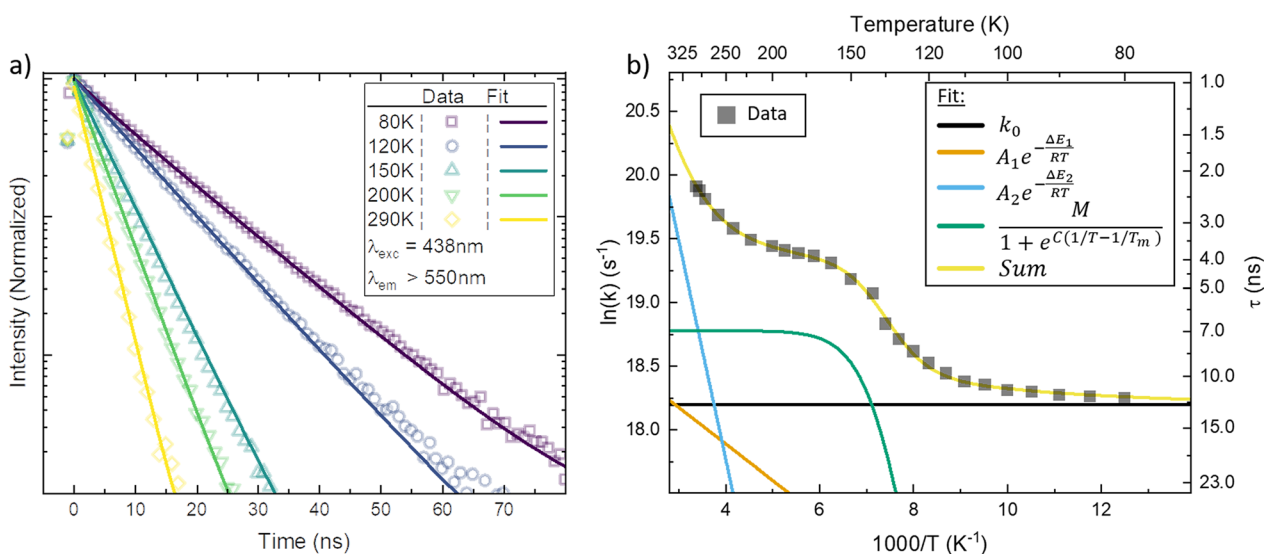 a)
Intensity (Normalized)
Data Fit
80K
120K
150K
200K
290K
λexc = 438nm
λem > 550nm
0 10 20 30 40 50 60 70
Time (ns)
b)
Temperature (K)
325 250 200 150 120 100 80
ln(k) (s⁻¹)
20.5
20.0
19.5
19.0
18.5
18.0
Data
Fit:
k₀
A₁e^(-ΔE₁/RT)
A₂e^(-ΔE₂/RT)
M
1 + e^C(1/T−1/Tm)
Sum
1.0
1.5
2.0
3.0
4.0
5.0
7.0
10.0
15.0
23.0
τ (ns)
4 6 8 10 12
1000/T (K⁻¹)